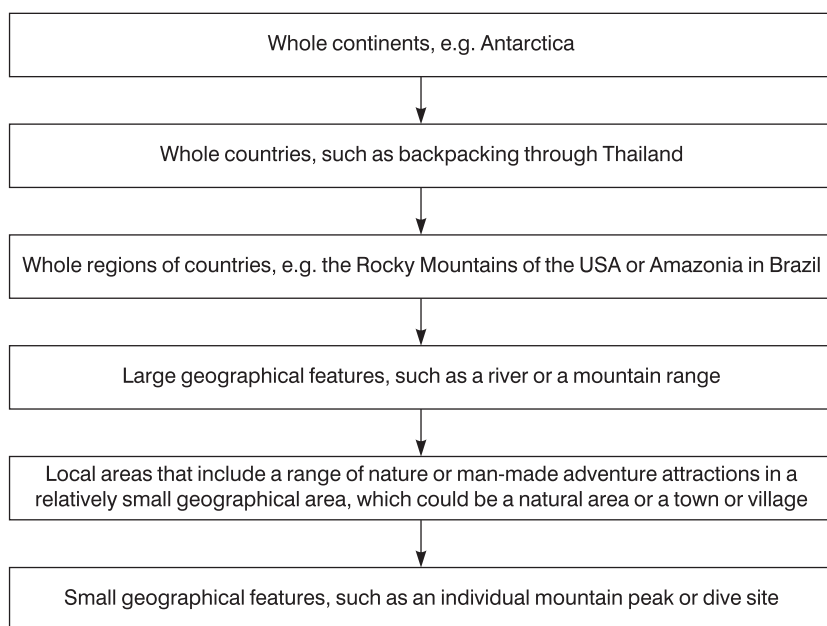 Whole continents, e.g. Antarctica
Whole countries, such as backpacking through Thailand
Whole regions of countries, e.g. the Rocky Mountains of the USA or Amazonia in Brazil
Large geographical features, such as a river or a mountain range
Local areas that include a range of nature or man-made adventure attractions in a
relatively small geographical area, which could be a natural area or a town or village
Small geographical features, such as an individual mountain peak or dive site